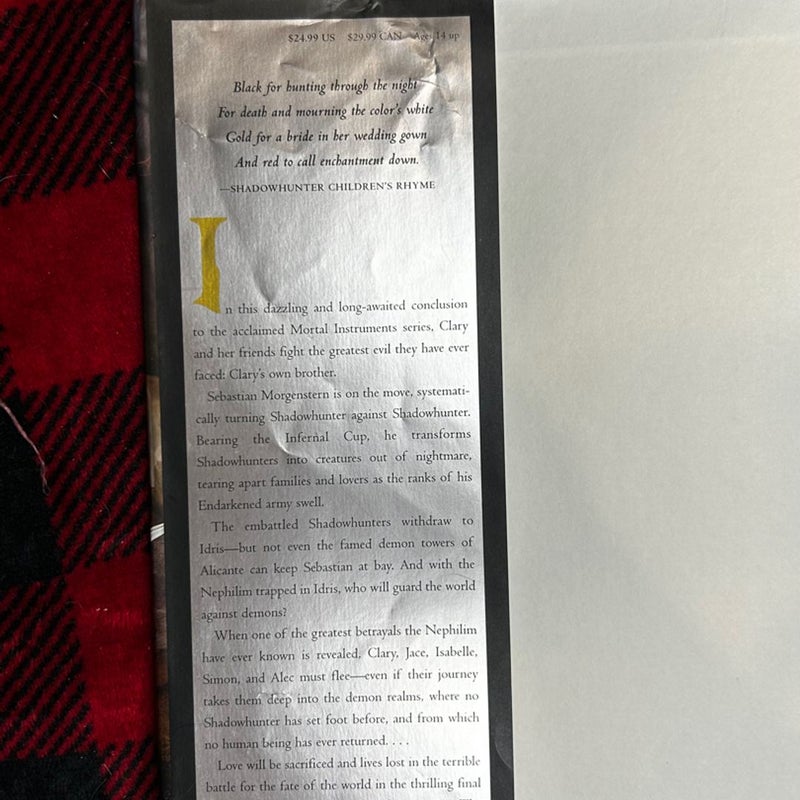 $24.99 US $29.99 CAN Ages 14 up
Black for hunting through the night
For death and mourning the color's white
Gold for a bride in her wedding gown
And red to call enchantment down.
—SHADOWHUNTER CHILDREN'S RHYME
In this dazzling and long-awaited conclusion
to the acclaimed Mortal Instruments series, Clary
and her friends fight the greatest evil they have ever
faced: Clary's own brother.
Sebastian Morgenstern is on the move, systemati-
cally turning Shadowhunter against Shadowhunter.
Bearing the Infernal Cup, he transforms
Shadowhunters into creatures out of nightmare,
tearing apart families and lovers as the ranks of his
Endarkened army swell.
The embattled Shadowhunters withdraw to
Idris—but not even the famed demon towers of
Alicante can keep Sebastian at bay. And with the
Nephilim trapped in Idris, who will guard the world
against demons?
When one of the greatest betrayals the Nephilim
have ever known is revealed, Clary, Jace, Isabelle,
Simon, and Alec must flee—even if their journey
takes them deep into the demon realms, where no
Shadowhunter has set foot before, and from which
no human being has ever returned. . . .
Love will be sacrificed and lives lost in the terrible
battle for the fate of the world in the thrilling final